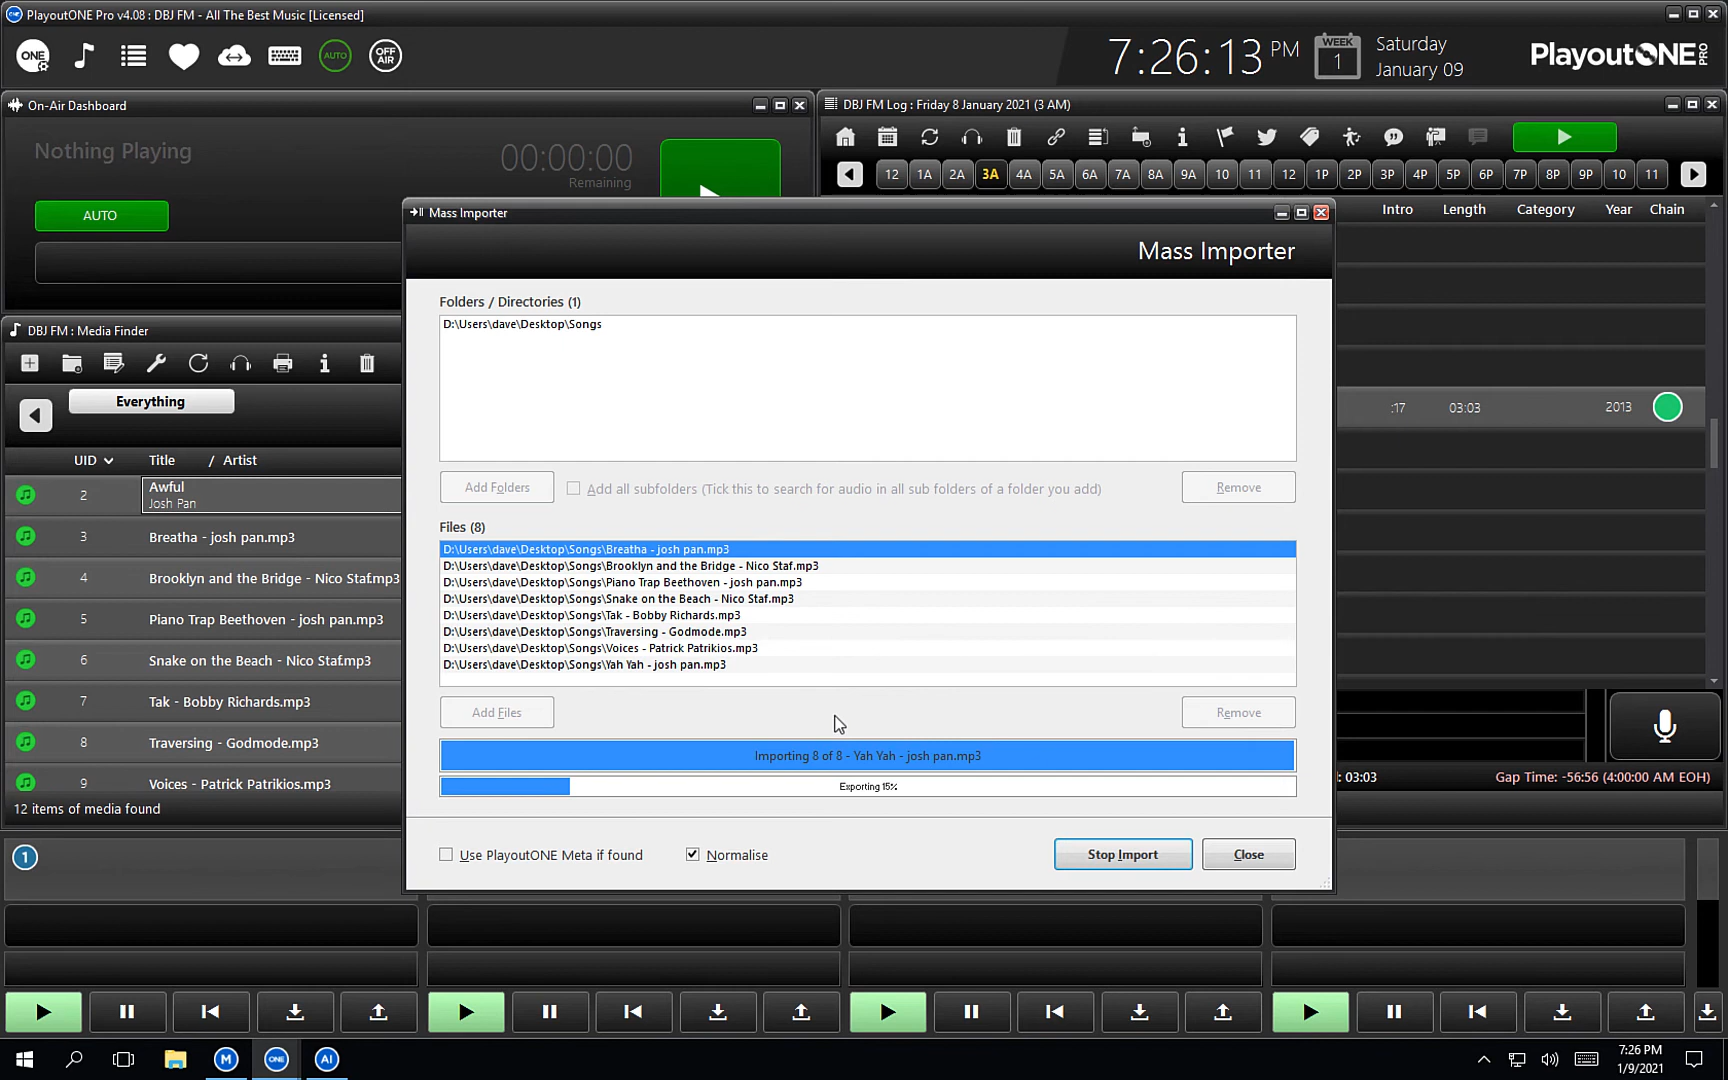 ONE PlayoutONE Pro v4.08 : DBJ FM - All The Best Music [Licensed]
ONE AUTO OFF AIR
7:26:13 PM
WEEK 1
Saturday
January 09
PlayoutONE PRO
On-Air Dashboard
Nothing Playing
00:00:00
Remaining
AUTO
DBJ FM Log : Friday 8 January 2021 (3 AM)
12 1A 2A 3A 4A 5A 6A 7A 8A 9A 10 11 12 1P 2P 3P 4P 5P 6P 7P 8P 9P 10 11
Intro Length Category Year Chain
:17 03:03 2013
DBJ FM : Media Finder
Everything
UID Title / Artist
2 Awful
Josh Pan
3 Breatha - josh pan.mp3
4 Brooklyn and the Bridge - Nico Staf.mp3
5 Piano Trap Beethoven - josh pan.mp3
6 Snake on the Beach - Nico Staf.mp3
7 Tak - Bobby Richards.mp3
8 Traversing - Godmode.mp3
9 Voices - Patrick Patrikios.mp3
12 items of media found
Mass Importer
Mass Importer
Folders / Directories (1)
D:\Users\dave\Desktop\Songs
Add Folders Add all subfolders (Tick this to search for audio in all sub folders of a folder you add) Remove
Files (8)
D:\Users\dave\Desktop\Songs\Breatha - josh pan.mp3
D:\Users\dave\Desktop\Songs\Brooklyn and the Bridge - Nico Staf.mp3
D:\Users\dave\Desktop\Songs\Piano Trap Beethoven - josh pan.mp3
D:\Users\dave\Desktop\Songs\Snake on the Beach - Nico Staf.mp3
D:\Users\dave\Desktop\Songs\Tak - Bobby Richards.mp3
D:\Users\dave\Desktop\Songs\Traversing - Godmode.mp3
D:\Users\dave\Desktop\Songs\Voices - Patrick Patrikios.mp3
D:\Users\dave\Desktop\Songs\Yah Yah - josh pan.mp3
Add Files Remove
Importing 8 of 8 - Yah Yah - josh pan.mp3
Exporting 15%
Use PlayoutONE Meta if found Normalise Stop Import Close
: 03:03 Gap Time: -56:56 (4:00:00 AM EOH)
1
M ONE AI
7:26 PM
1/9/2021